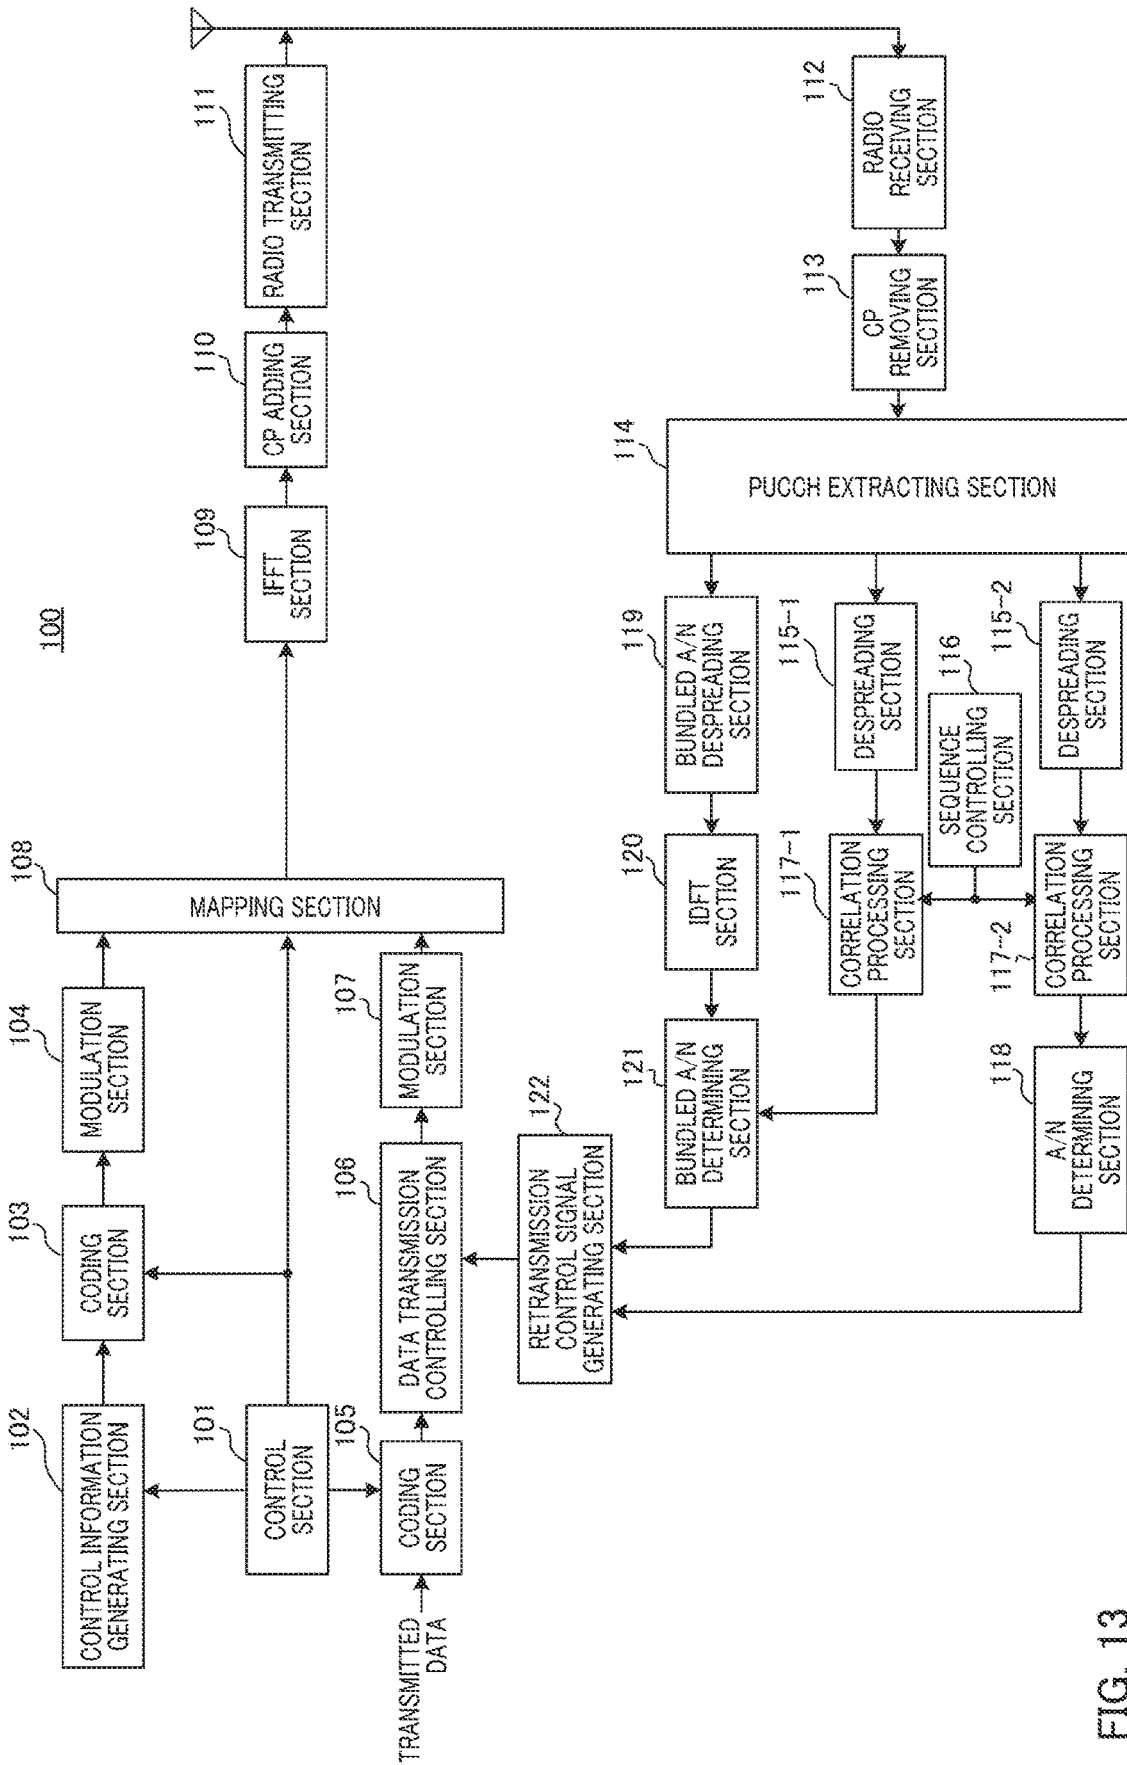 100
102
CONTROL INFORMATION
GENERATING SECTION
103
CODING
SECTION
104
MODULATION
SECTION
108
MAPPING SECTION
109
IFFT
SECTION
110
CP ADDING
SECTION
111
RADIO TRANSMITTING
SECTION
101
CONTROL
SECTION
TRANSMITTED
DATA
105
CODING
SECTION
106
DATA TRANSMISSION
CONTROLLING SECTION
107
MODULATION
SECTION
122
RETRANSMISSION
CONTROL SIGNAL
GENERATING SECTION
121
BUNDLED A/N
DETERMINING
SECTION
120
IDFT
SECTION
119
BUNDLED A/N
DESPREADING
SECTION
114
PUCCH EXTRACTING SECTION
113
CP
REMOVING
SECTION
112
RADIO
RECEIVING
SECTION
117-1
CORRELATION
PROCESSING
SECTION
115-1
DESPREADING
SECTION
116
SEQUENCE
CONTROLLING
SECTION
118
A/N
DETERMINING
SECTION
117-2
CORRELATION
PROCESSING
SECTION
115-2
DESPREADING
SECTION
FIG. 13